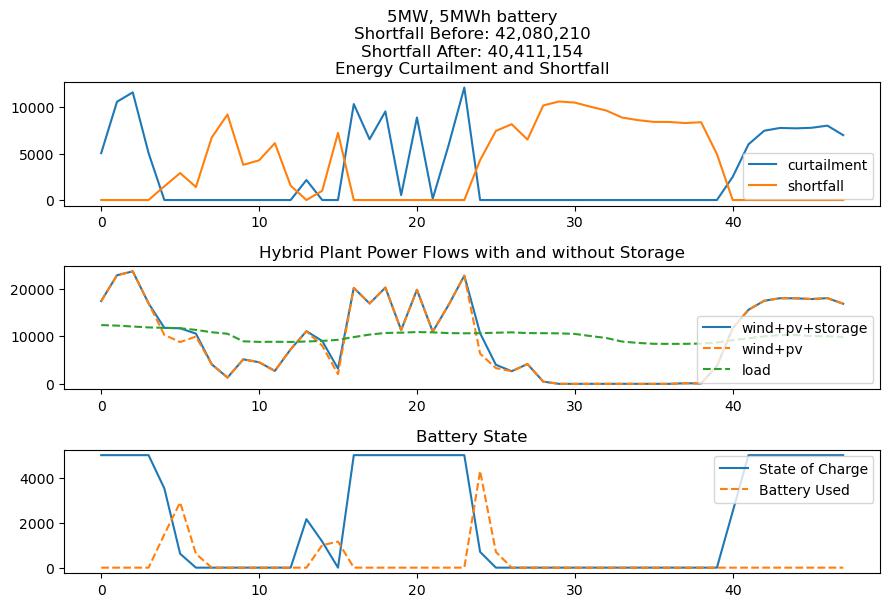 5MW, 5MWh battery
Shortfall Before: 42,080,210
Shortfall After: 40,411,154
Energy Curtailment and Shortfall
10000
5000
0
curtailment
shortfall
0 10 20 30 40
Hybrid Plant Power Flows with and without Storage
20000
10000
0
wind+pv+storage
wind+pv
load
0 10 20 30 40
Battery State
4000
2000
0
State of Charge
Battery Used
0 10 20 30 40